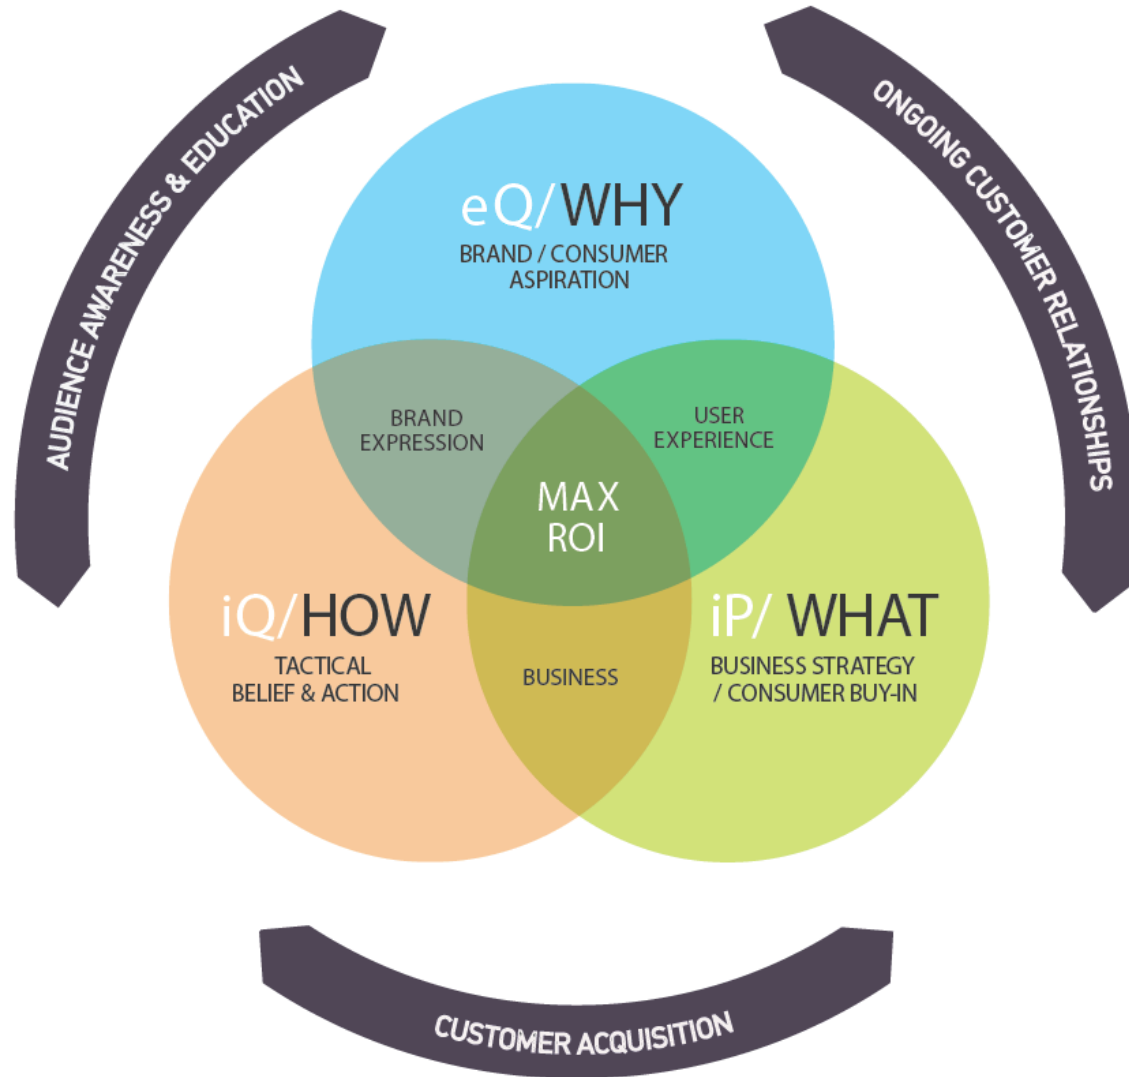 AUDIENCE AWARENESS & EDUCATION
ONGOING CUSTOMER RELATIONSHIPS
eQ/WHY
BRAND / CONSUMER
ASPIRATION
BRAND
EXPRESSION
USER
EXPERIENCE
MAX
ROI
iQ/HOW
TACTICAL
BELIEF & ACTION
BUSINESS
iP/ WHAT
BUSINESS STRATEGY
/ CONSUMER BUY-IN
CUSTOMER ACQUISITION